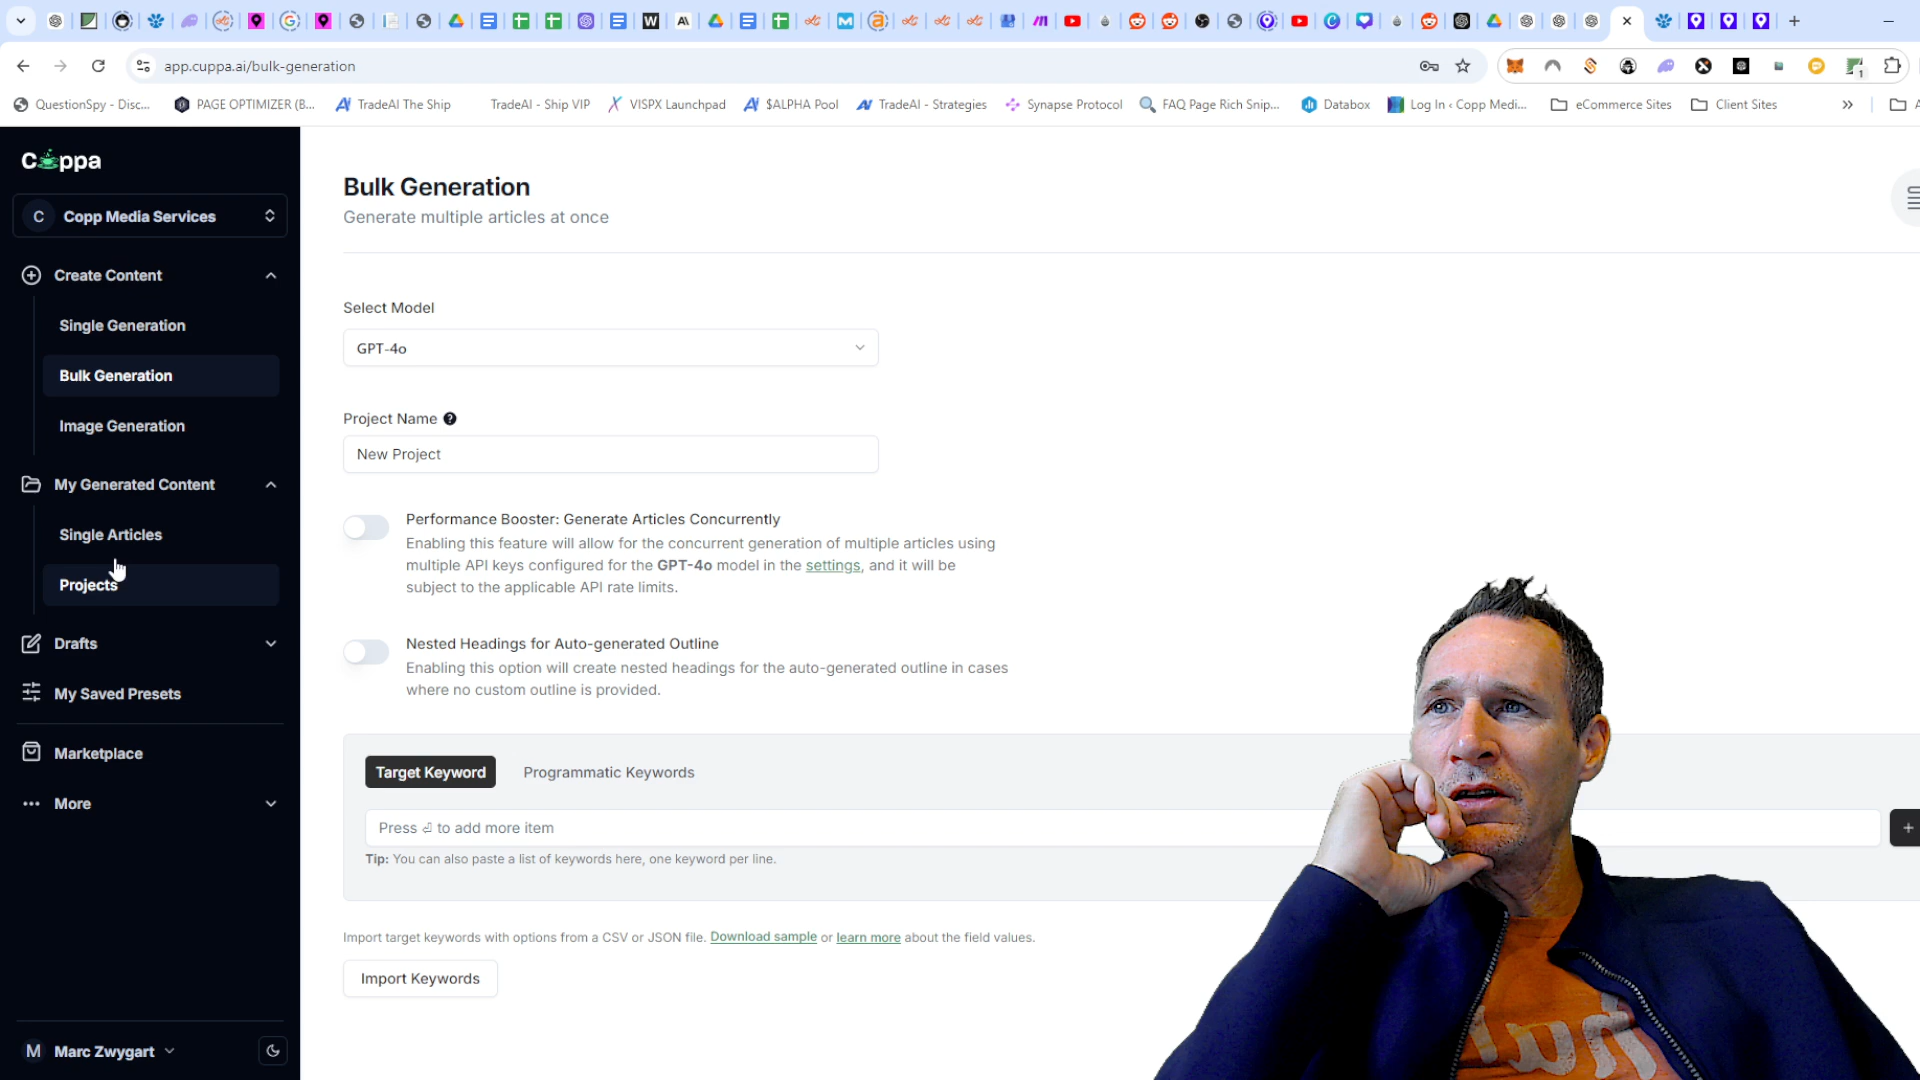 app.cuppa.ai/bulk-generation
QuestionSpy - Disc...
PAGE OPTIMIZER (B...
TradeAI The Ship
TradeAI - Ship VIP
VISPX Launchpad
$ALPHA Pool
TradeAI - Strategies
Synapse Protocol
FAQ Page Rich Snip...
Databox
Log In ‹ Copp Medi...
eCommerce Sites
Client Sites
»
Cuppa
C Copp Media Services
Create Content
Single Generation
Bulk Generation
Image Generation
My Generated Content
Single Articles
Projects
Drafts
My Saved Presets
Marketplace
More
M Marc Zwygart
Bulk Generation
Generate multiple articles at once
Select Model
GPT-4o
Project Name
New Project
Performance Booster: Generate Articles Concurrently
Enabling this feature will allow for the concurrent generation of multiple articles using
multiple API keys configured for the GPT-4o model in the settings, and it will be
subject to the applicable API rate limits.
Nested Headings for Auto-generated Outline
Enabling this option will create nested headings for the auto-generated outline in cases
where no custom outline is provided.
Target Keyword
Programmatic Keywords
Press ⏎ to add more item
Tip: You can also paste a list of keywords here, one keyword per line.
Import target keywords with options from a CSV or JSON file. Download sample or learn more about the field values.
Import Keywords